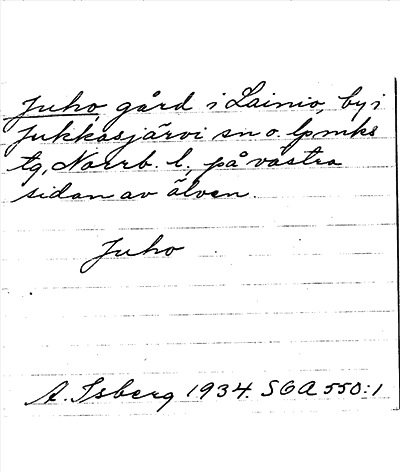 Juho, gård i Lainio, by i
Jukkasjärvi sn o. lpmks
tg, Norrb. l., på västra
sidan av älven.
Juho
A. Isberg 1934. SOA 550:1